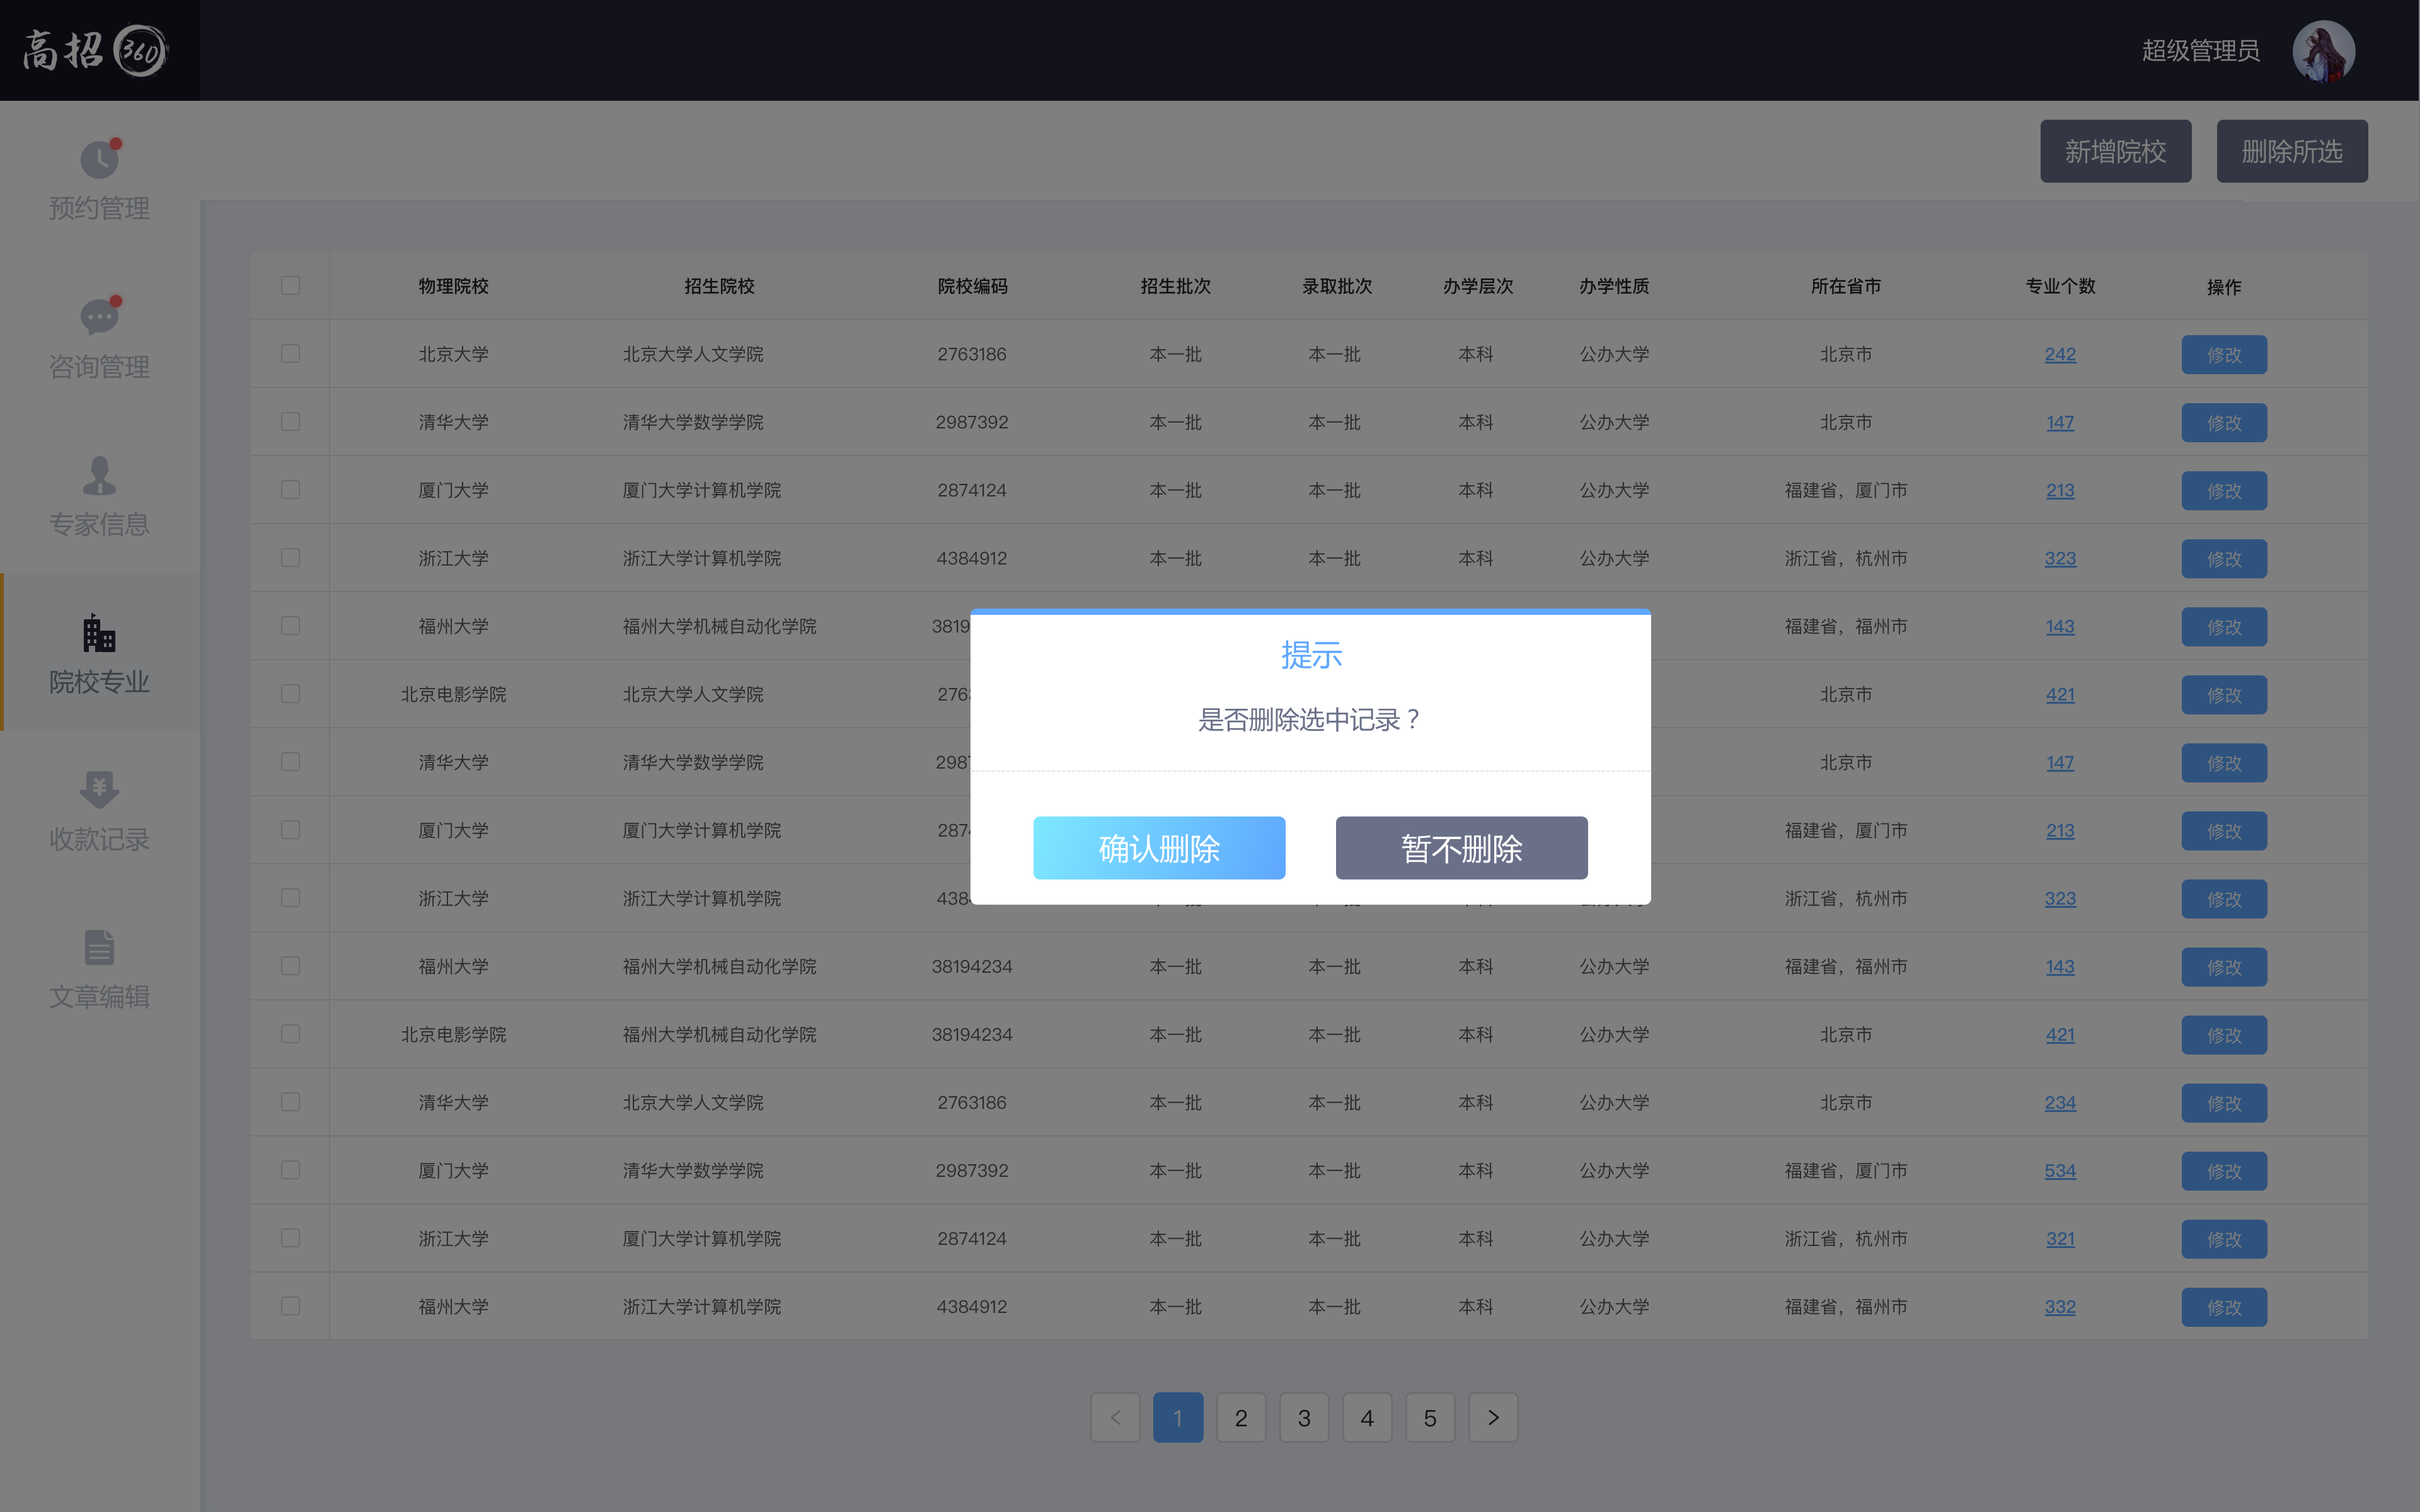 高招360
超级管理员
新增院校 删除所选
预约管理
咨询管理
专家信息
院校专业
收款记录
文章编辑
物理院校 招生院校 院校编码 招生批次 录取批次 办学层次 办学性质 所在省市 专业个数 操作
北京大学 北京大学人文学院 2763186 本一批 本一批 本科 公办大学 北京市 242 修改
清华大学 清华大学数学学院 2987392 本一批 本一批 本科 公办大学 北京市 147 修改
厦门大学 厦门大学计算机学院 2874124 本一批 本一批 本科 公办大学 福建省，厦门市 213 修改
浙江大学 浙江大学计算机学院 4384912 本一批 本一批 本科 公办大学 浙江省，杭州市 323 修改
福州大学 福州大学机械自动化学院 3819 福建省，福州市 143 修改
北京电影学院 北京大学人文学院 276 北京市 421 修改
清华大学 清华大学数学学院 298 北京市 147 修改
厦门大学 厦门大学计算机学院 287 福建省，厦门市 213 修改
浙江大学 浙江大学计算机学院 438 浙江省，杭州市 323 修改
福州大学 福州大学机械自动化学院 38194234 本一批 本一批 本科 公办大学 福建省，福州市 143 修改
北京电影学院 福州大学机械自动化学院 38194234 本一批 本一批 本科 公办大学 北京市 421 修改
清华大学 北京大学人文学院 2763186 本一批 本一批 本科 公办大学 北京市 234 修改
厦门大学 清华大学数学学院 2987392 本一批 本一批 本科 公办大学 福建省，厦门市 534 修改
浙江大学 厦门大学计算机学院 2874124 本一批 本一批 本科 公办大学 浙江省，杭州市 321 修改
福州大学 浙江大学计算机学院 4384912 本一批 本一批 本科 公办大学 福建省，福州市 332 修改
提示
是否删除选中记录？
确认删除 暂不删除
< 1 2 3 4 5 >